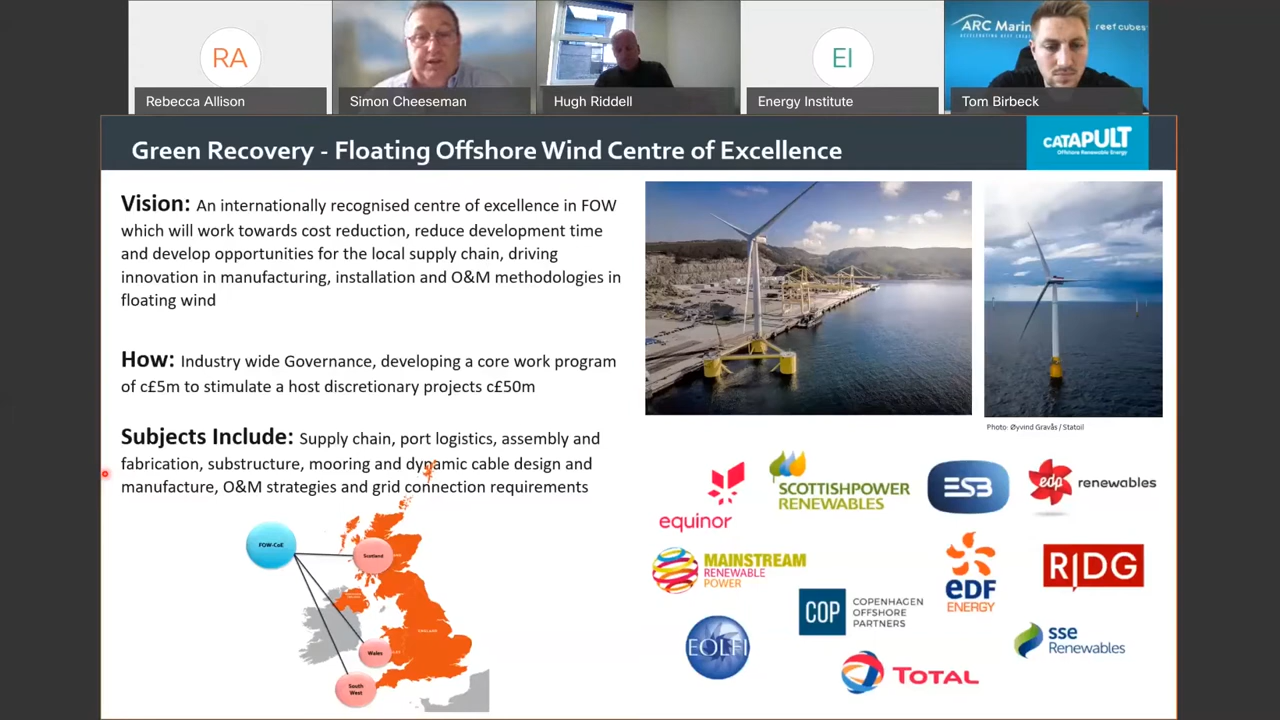 RA
EI
ARC Marin
reef cubes
Rebecca Allison
Simon Cheeseman
Hugh Riddell
Energy Institute
Tom Birbeck
Green Recovery - Floating Offshore Wind Centre of Excellence
CATAPULT
Offshore Renewable Energy
Vision: An internationally recognised centre of excellence in FOW
which will work towards cost reduction, reduce development time
and develop opportunities for the local supply chain, driving
innovation in manufacturing, installation and O&M methodologies in
floating wind
How: Industry wide Governance, developing a core work program
of c£5m to stimulate a host discretionary projects c£50m
Subjects Include: Supply chain, port logistics, assembly and
fabrication, substructure, mooring and dynamic cable design and
manufacture, O&M strategies and grid connection requirements
Photo: Øyvind Gravås / Statoil
FOW-CoE
Scotland
Wales
South
West
ENGLAND
equinor
SCOTTISHPOWER
RENEWABLES
ESB
edp renewables
MAINSTREAM
RENEWABLE
POWER
eDF
ENERGY
RIDG
COP
COPENHAGEN
OFFSHORE
PARTNERS
EOLFI
sse
Renewables
TOTAL